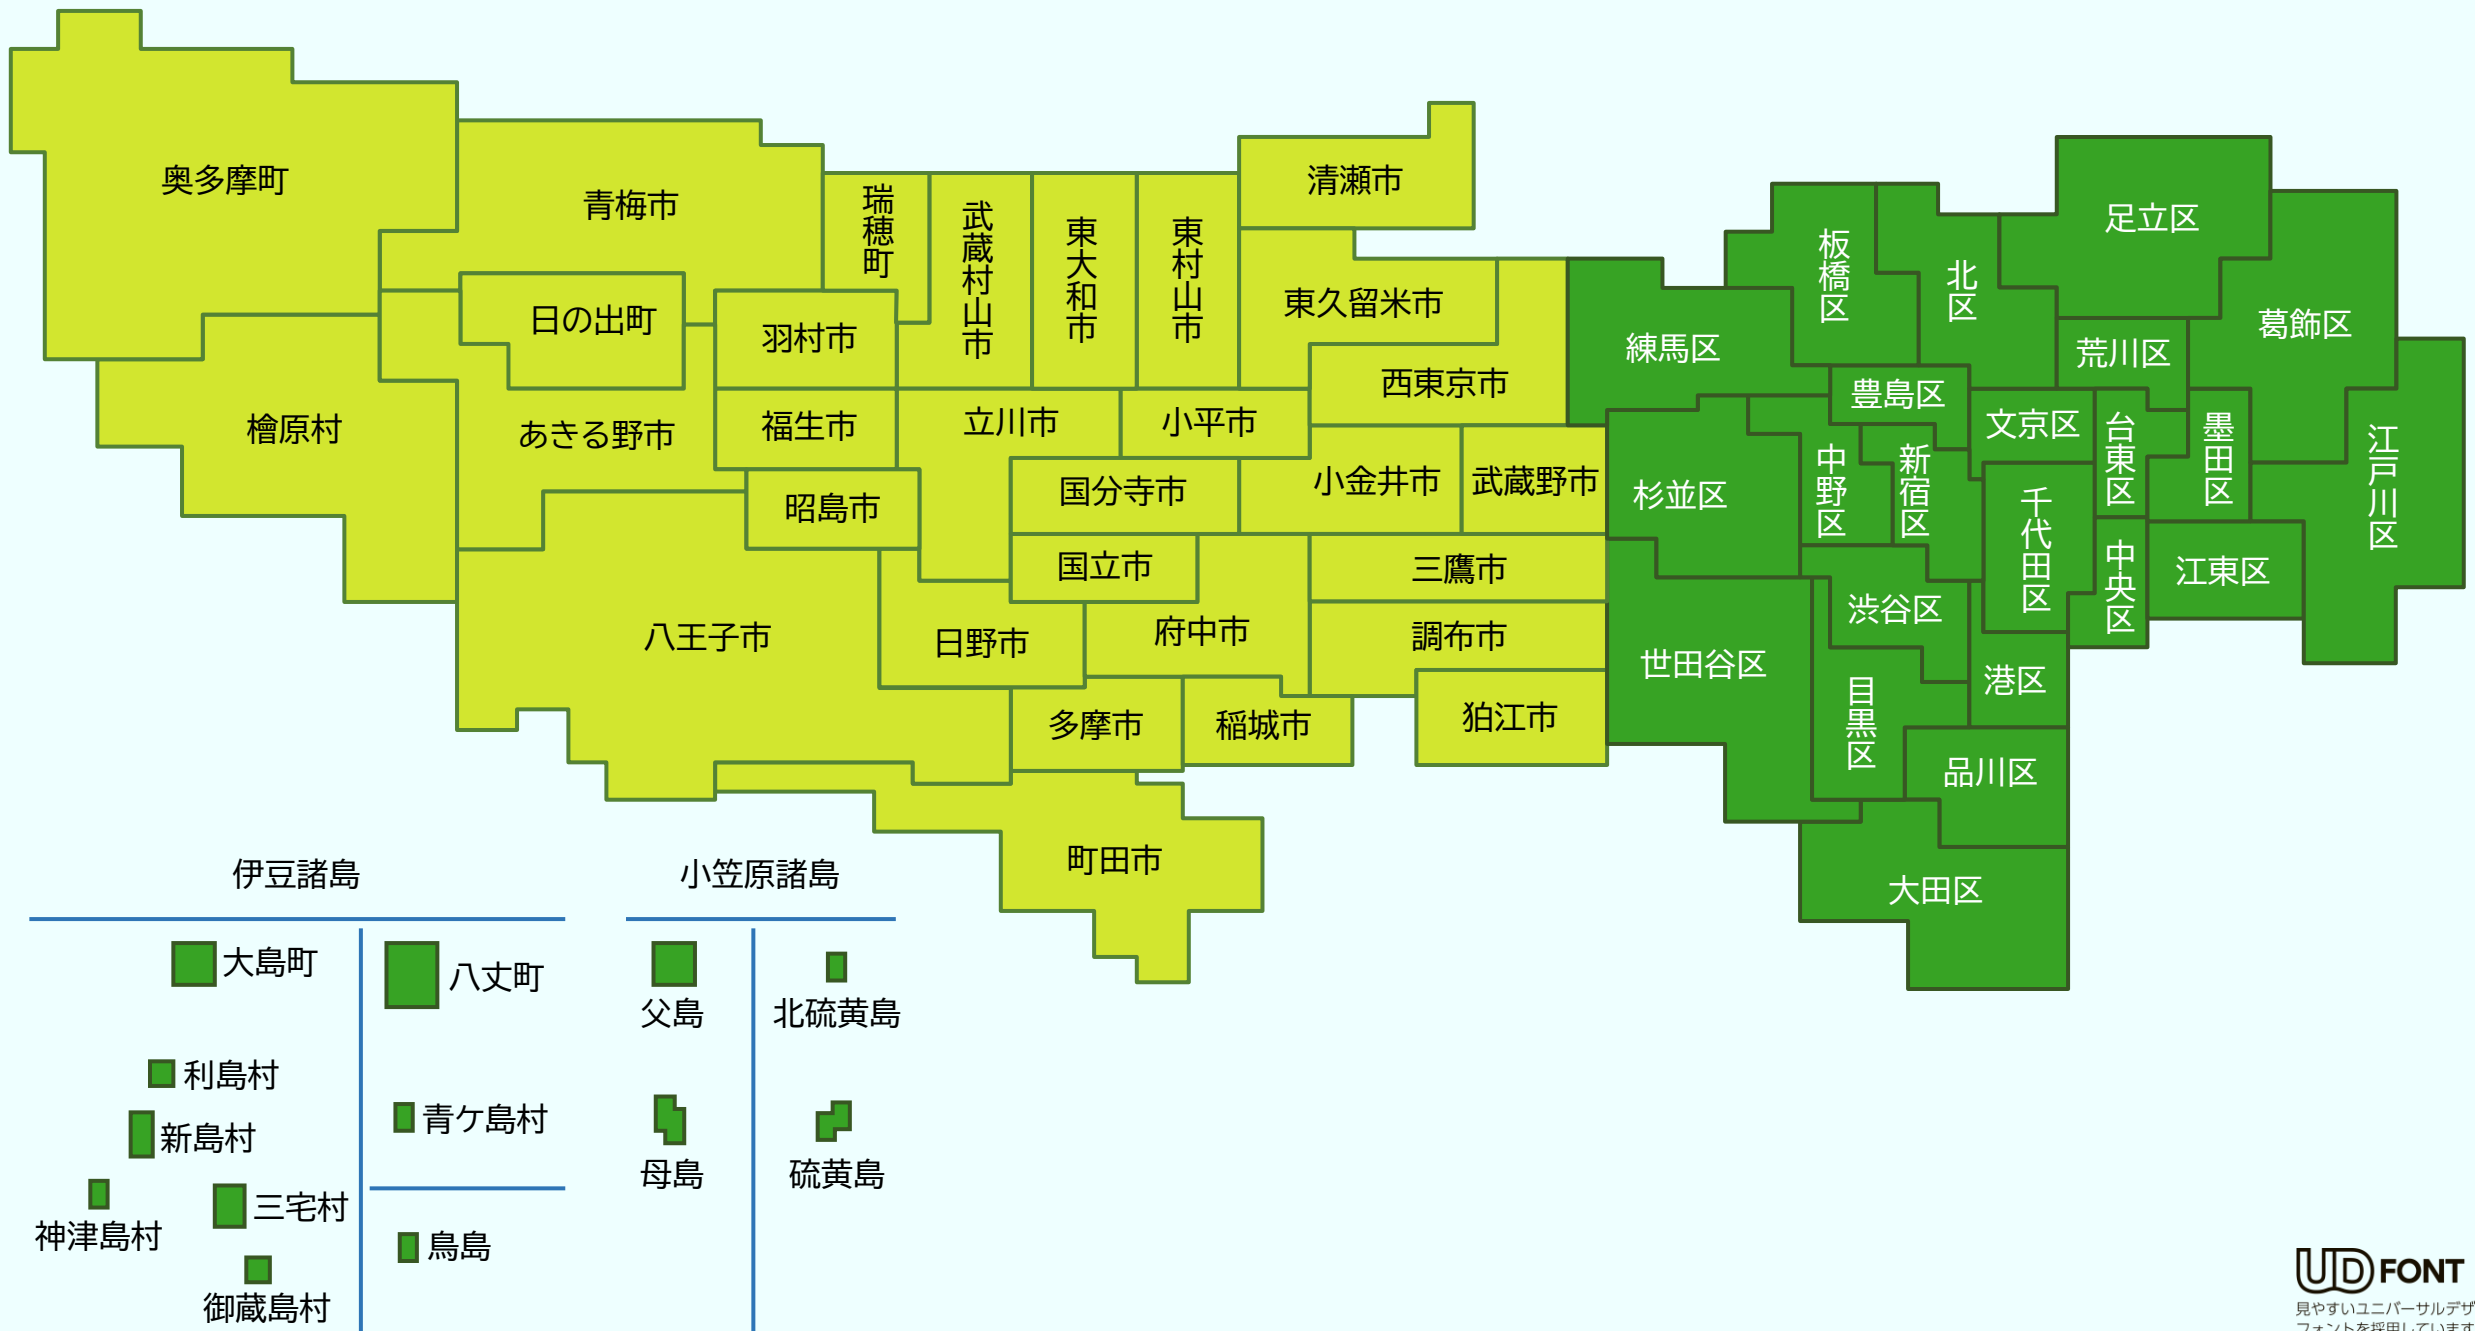 奥多摩町
青梅市
瑞穂町
武蔵村山市
東大和市
東村山市
清瀬市
東久留米市
西東京市
日の出町
羽村市
福生市
檜原村
あきる野市
立川市
小平市
小金井市
武蔵野市
国分寺市
昭島市
国立市
三鷹市
八王子市
日野市
府中市
調布市
多摩市
稲城市
狛江市
町田市
板橋区
北区
足立区
葛飾区
練馬区
豊島区
荒川区
文京区
台東区
墨田区
江戸川区
杉並区
中野区
新宿区
千代田区
中央区
江東区
渋谷区
世田谷区
目黒区
港区
品川区
大田区
伊豆諸島
大島町
利島村
新島村
神津島村
三宅村
御蔵島村
八丈町
青ケ島村
鳥島
小笠原諸島
父島
母島
北硫黄島
硫黄島
UD FONT
見やすいユニバーサルデザ
フォントを採用しています